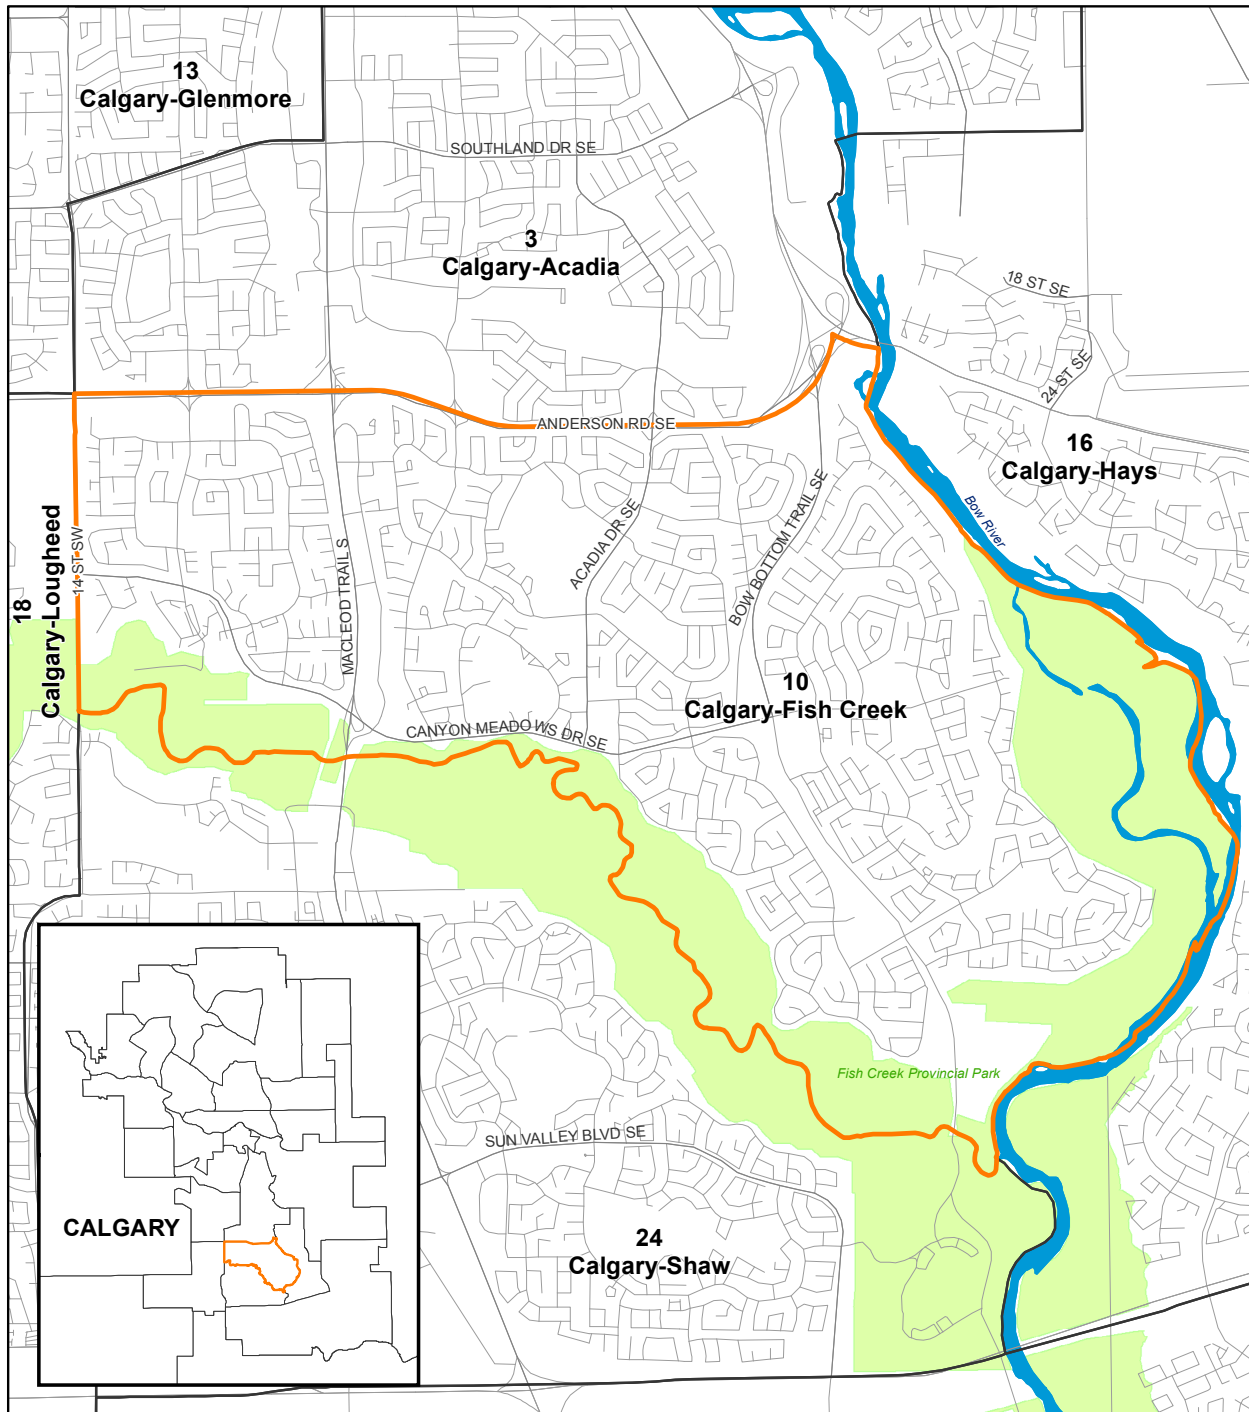 13
Calgary-Glenmore
SOUTHLAND DR SE
3
Calgary-Acadia
18 ST SE
24 ST SE
ANDERSON RD SE
16
Calgary-Hays
Bow River
18
Calgary-Lougheed
14 ST SW
MACLEOD TRAIL S
ACADIA DR SE
BOW BOTTOM TRAIL SE
10
Calgary-Fish Creek
CANYON MEADOWS DR SE
Fish Creek Provincial Park
SUN VALLEY BLVD SE
CALGARY
24
Calgary-Shaw